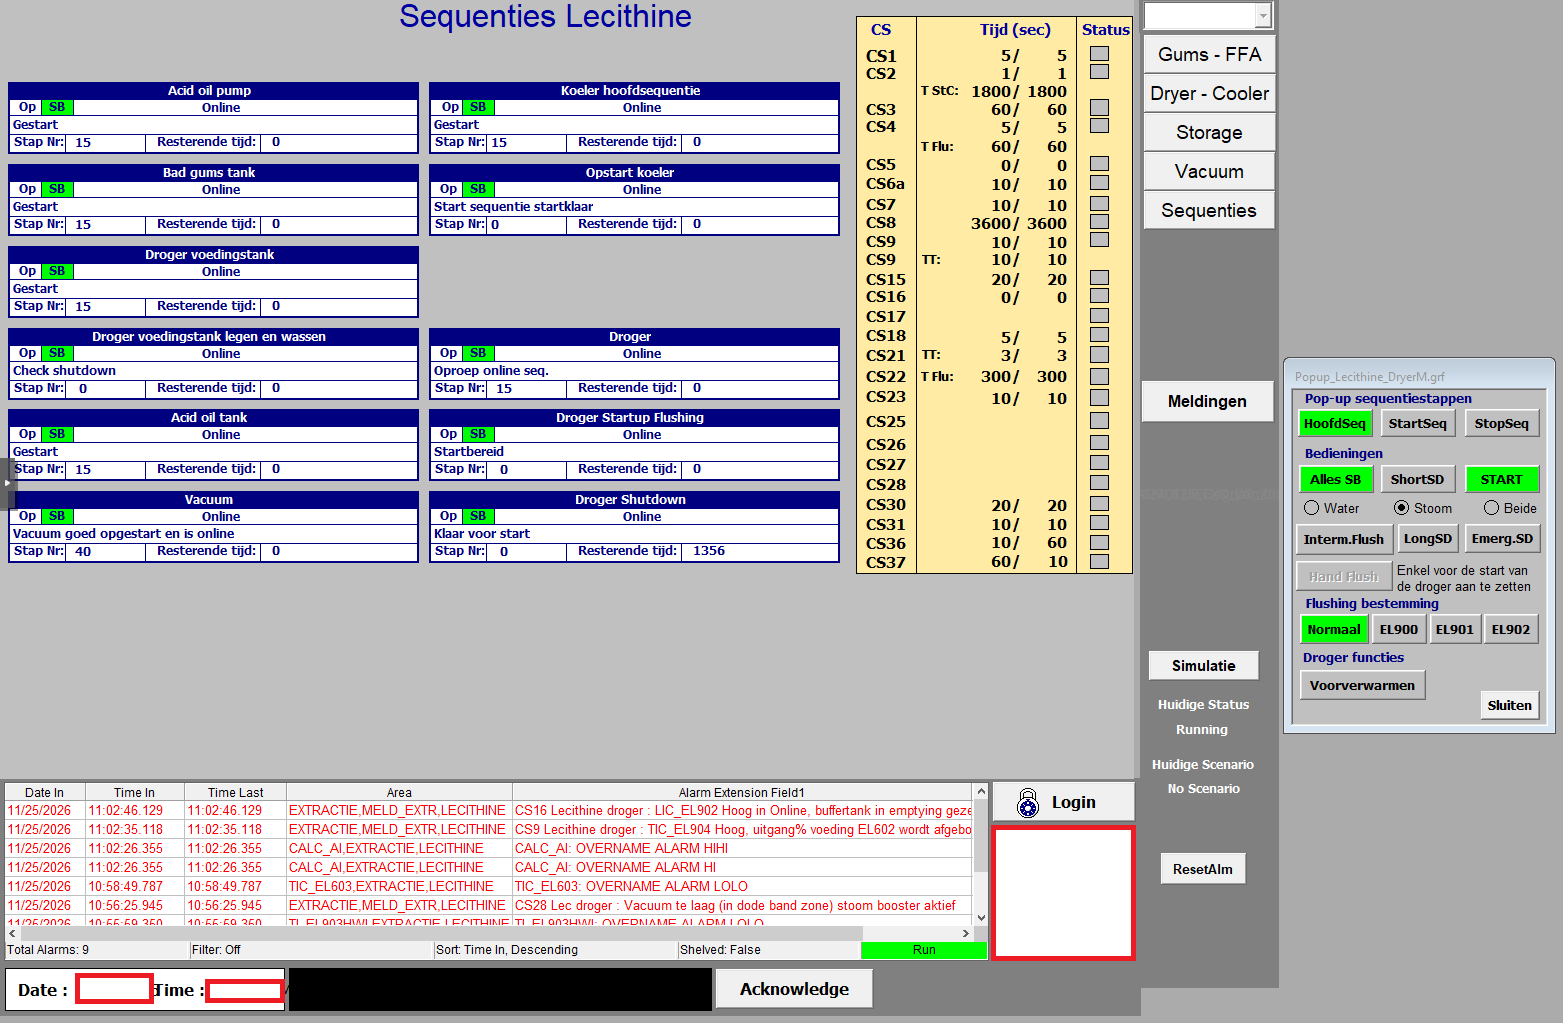 Sequenties Lecithine
Acid oil pump
Op SB Online
Gestart
Stap Nr: 15 Resterende tijd: 0
Koeler hoofdsequentie
Op SB Online
Gestart
Stap Nr: 15 Resterende tijd: 0
Bad gums tank
Op SB Online
Gestart
Stap Nr: 15 Resterende tijd: 0
Opstart koeler
Op SB Online
Start sequentie startklaar
Stap Nr: 0 Resterende tijd: 0
Droger voedingstank
Op SB Online
Gestart
Stap Nr: 15 Resterende tijd: 0
Droger voedingstank legen en wassen
Op SB Online
Check shutdown
Stap Nr: 0 Resterende tijd: 0
Droger
Op SB Online
Oproep online seq.
Stap Nr: 15 Resterende tijd: 0
Acid oil tank
Op SB Online
Gestart
Stap Nr: 15 Resterende tijd: 0
Droger Startup Flushing
Op SB Online
Startbereid
Stap Nr: 0 Resterende tijd: 0
Vacuum
Op SB Online
Vacuum goed opgestart en is online
Stap Nr: 40 Resterende tijd: 0
Droger Shutdown
Op SB Online
Klaar voor start
Stap Nr: 0 Resterende tijd: 1356
CS Tijd (sec) Status
CS1 5/ 5
CS2 1/ 1
T StC: 1800/ 1800
CS3 60/ 60
CS4 5/ 5
T Flu: 60/ 60
CS5 0/ 0
CS6a 10/ 10
CS7 10/ 10
CS8 3600/ 3600
CS9 10/ 10
CS9 TT: 10/ 10
CS15 20/ 20
CS16 0/ 0
CS17
CS18 5/ 5
CS21 TT: 3/ 3
CS22 T Flu: 300/ 300
CS23 10/ 10
CS25
CS26
CS27
CS28
CS30 20/ 20
CS31 10/ 10
CS36 10/ 60
CS37 60/ 10
Gums - FFA
Dryer - Cooler
Storage
Vacuum
Sequenties
Meldingen
Simulatie
Huidige Status
Running
Huidige Scenario
No Scenario
ResetAlm
Popup_Lecithine_DryerM.grf
Pop-up sequentiestappen
HoofdSeq StartSeq StopSeq
Bedieningen
Alles SB ShortSD START
Water Stoom Beide
Interm.Flush LongSD Emerg.SD
Hand Flush Enkel voor de start van
de droger aan te zetten
Flushing bestemming
Normaal EL900 EL901 EL902
Droger functies
Voorverwarmen
Sluiten
Date In Time In Time Last Area Alarm Extension Field1
11/25/2026 11:02:46.129 11:02:46.129 EXTRACTIE,MELD_EXTR,LECITHINE CS16 Lecithine droger : LIC_EL902 Hoog in Online, buffertank in emptying geze
11/25/2026 11:02:35.118 11:02:35.118 EXTRACTIE,MELD_EXTR,LECITHINE CS9 Lecithine droger : TIC_EL904 Hoog, uitgang% voeding EL602 wordt afgebo
11/25/2026 11:02:26.355 11:02:26.355 CALC_AI,EXTRACTIE,LECITHINE CALC_AI: OVERNAME ALARM HIHI
11/25/2026 11:02:26.355 11:02:26.355 CALC_AI,EXTRACTIE,LECITHINE CALC_AI: OVERNAME ALARM HI
11/25/2026 10:58:49.787 10:58:49.787 TIC_EL603,EXTRACTIE,LECITHINE TIC_EL603: OVERNAME ALARM LOLO
11/25/2026 10:56:25.945 10:56:25.945 EXTRACTIE,MELD_EXTR,LECITHINE CS28 Lec droger : Vacuum te laag (in dode band zone) stoom booster aktief
11/25/2026 10:55:59.350 10:55:59.350 TI_EL903HWI,EXTRACTIE,LECITHINE TI_EL903HWI: OVERNAME ALARM LOLO
Total Alarms: 9 Filter: Off Sort: Time In, Descending Shelved: False Run
Login
Date : Time :
Acknowledge